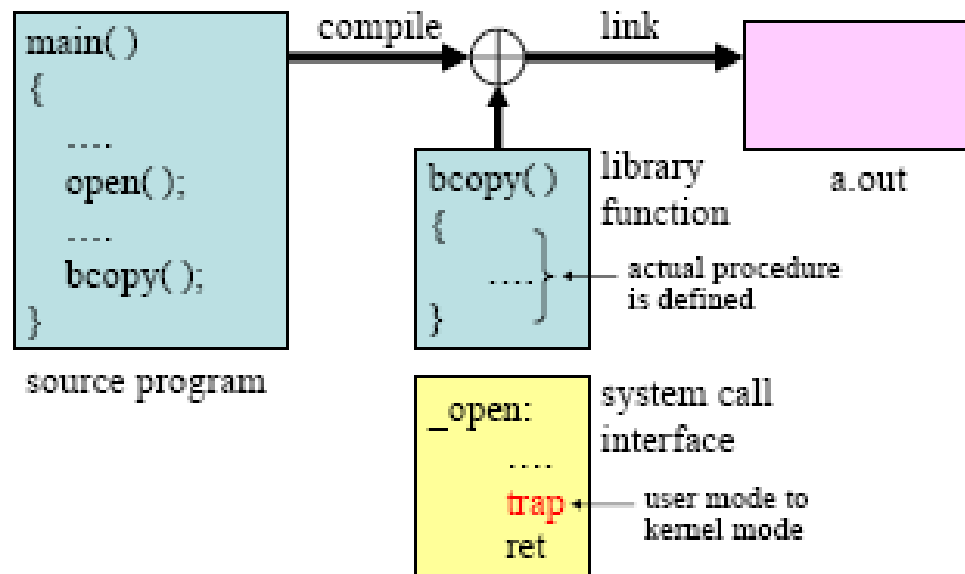 main( )
{
....
open( );
....
bcopy( );
}
source program
compile
link
a.out
bcopy( )
{
....
}
library
function
actual procedure
is defined
_open:
....
trap
ret
system call
interface
user mode to
kernel mode